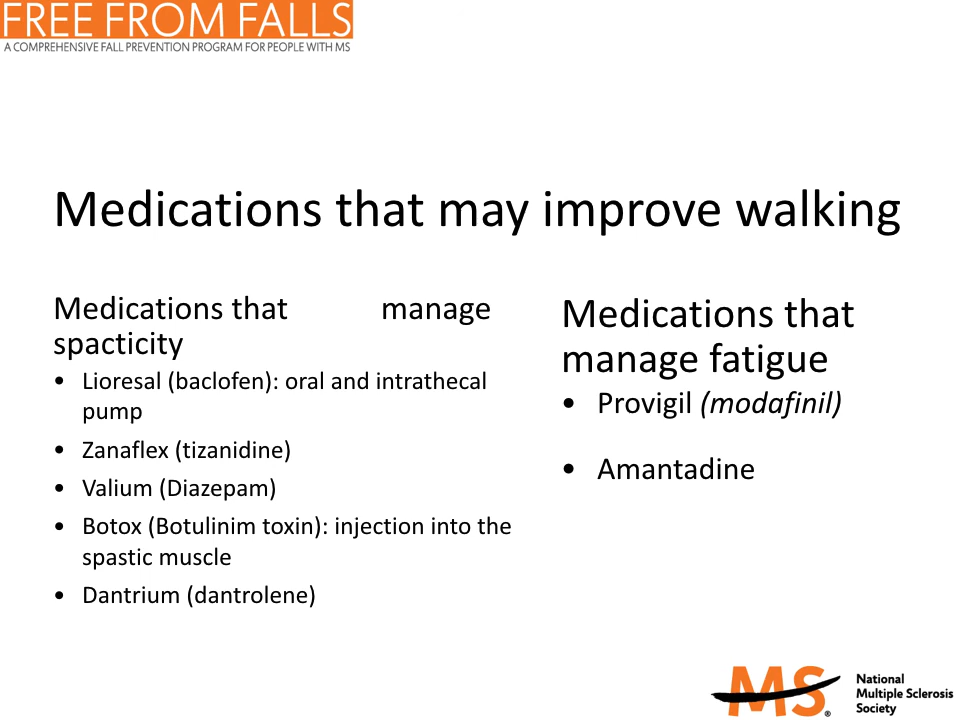 FREE FROM FALLS
A COMPREHENSIVE FALL PREVENTION PROGRAM FOR PEOPLE WITH MS
Medications that may improve walking
Medications that manage
spacticity
• Lioresal (baclofen): oral and intrathecal
pump
• Zanaflex (tizanidine)
• Valium (Diazepam)
• Botox (Botulinim toxin): injection into the
spastic muscle
• Dantrium (dantrolene)
Medications that
manage fatigue
• Provigil (modafinil)
• Amantadine
MS®
National
Multiple Sclerosis
Society